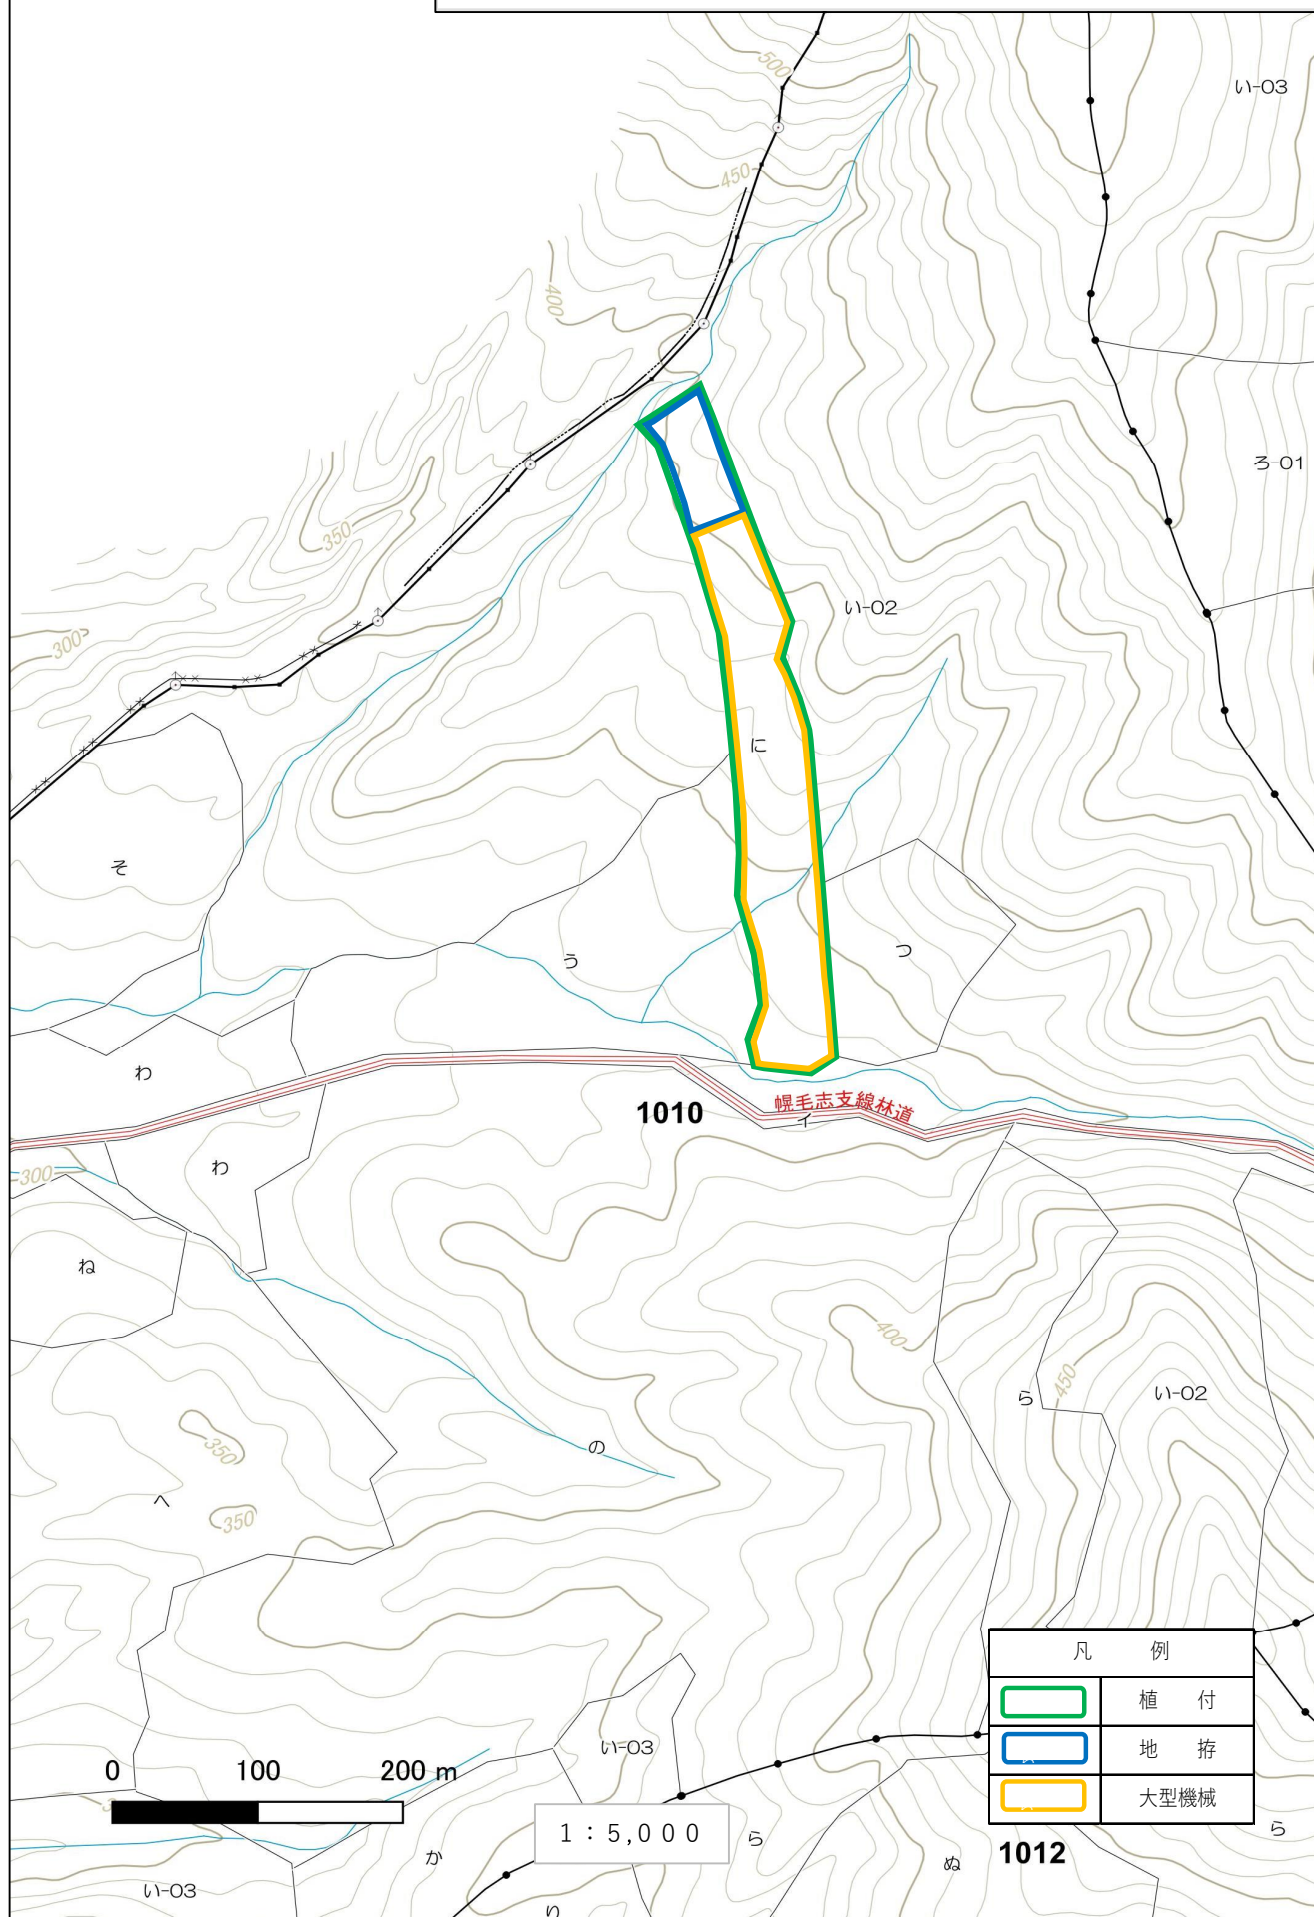 500
い-03
450
400
3-01
350
い-02
300
に
そ
う
つ
わ
幌毛志支線林道
1010
イ
わ
300
ね
400
450
い-02
ら
350
の
へ
350
凡 例
植 付
地 拵
大型機械
い-03
0 100 200 m
1:5,000
ら
ら
か
ぬ
1012
い-03
り